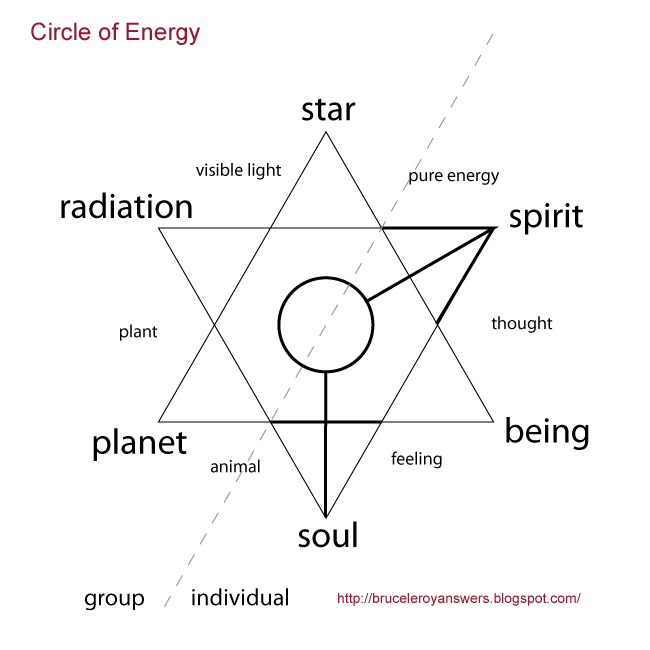 Circle of Energy
star
visible light
pure energy
radiation
spirit
plant
thought
planet
being
animal
feeling
soul
group
individual
http://bruceleroyanswers.blogspot.com/